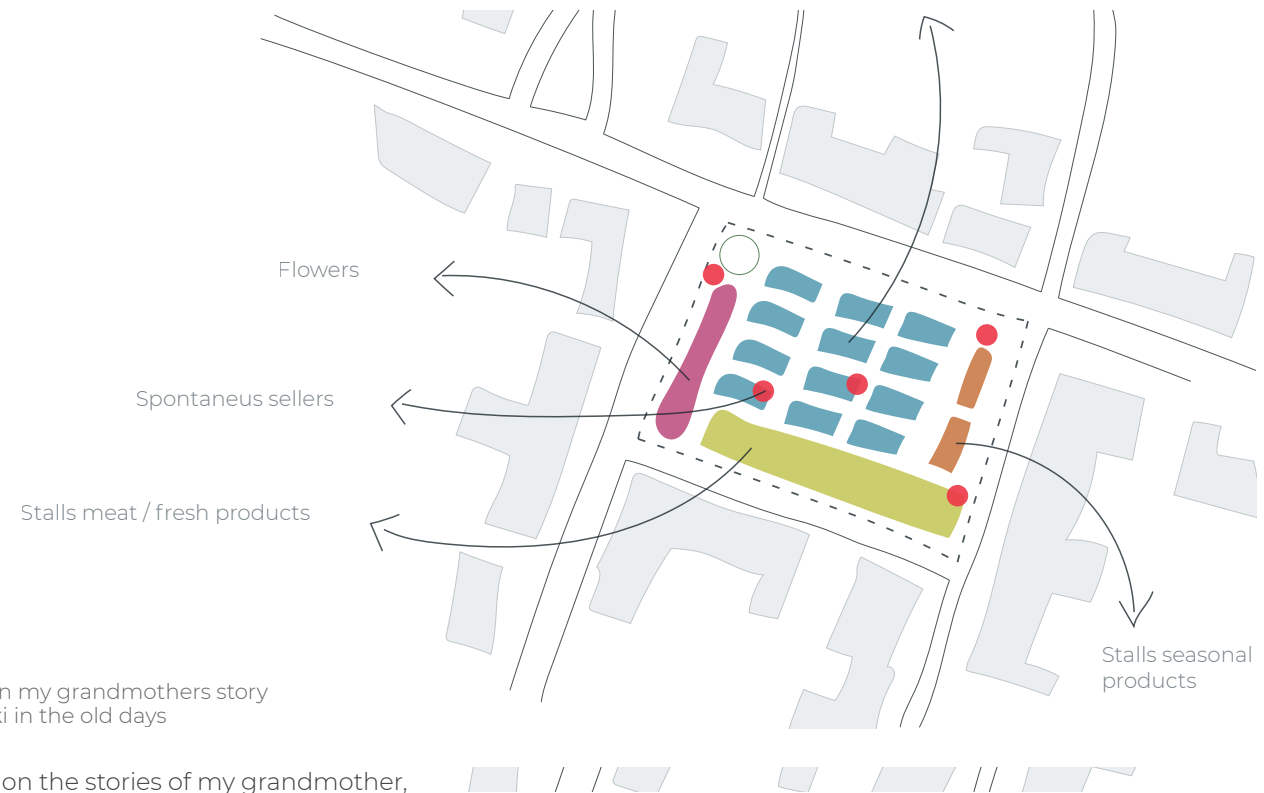 Flowers
Spontaneus sellers
Stalls meat / fresh products
Stalls seasonal
products
my grandmothers story
in the old days
on the stories of my grandmother,